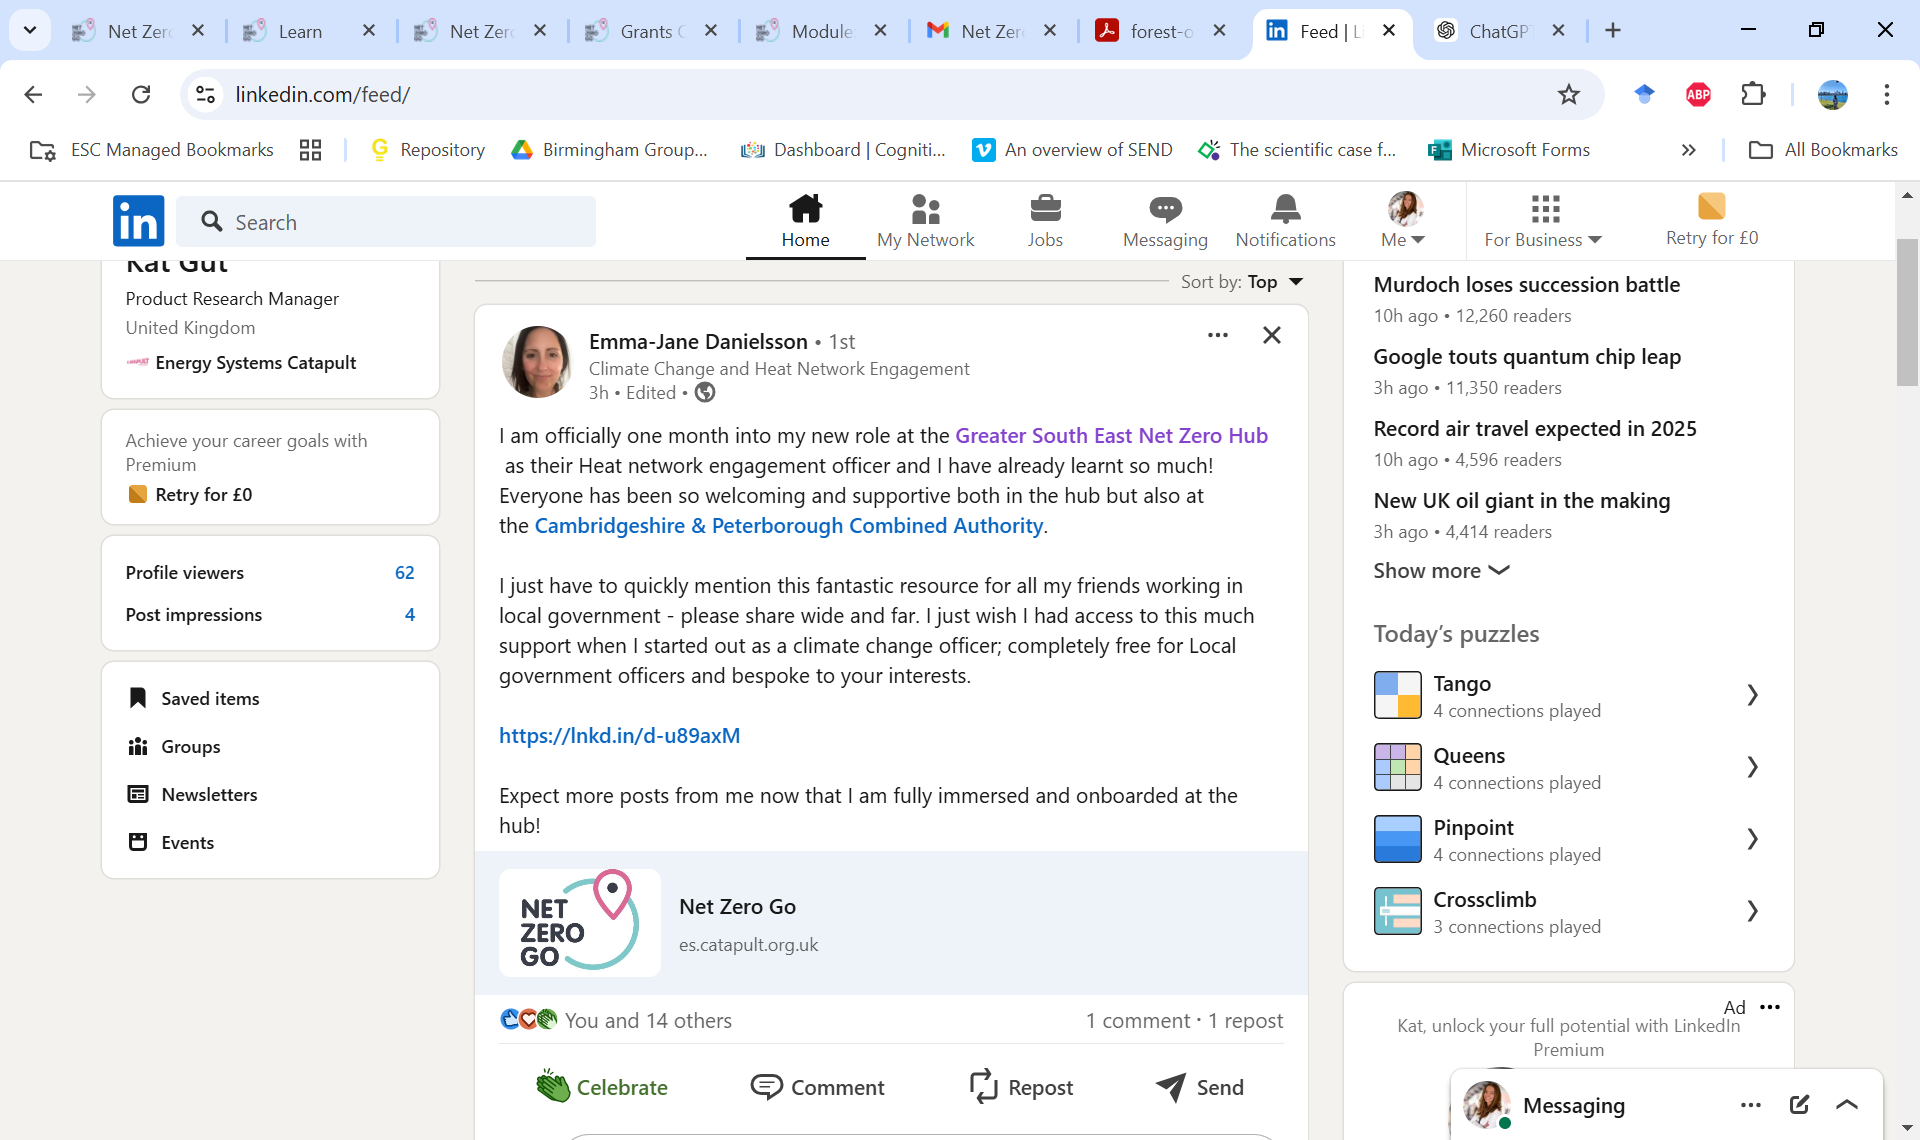 Net Zer
Learn
Net Zer
Grants C
Module
Net Zer
forest-o
Feed | Li
ChatGPT
linkedin.com/feed/
ABP
ESC Managed Bookmarks
Repository
Birmingham Group...
Dashboard | Cogniti...
An overview of SEND
The scientific case f...
Microsoft Forms
»
All Bookmarks
in
Search
Home
My Network
Jobs
Messaging
Notifications
Me
For Business
Retry for £0
Kat Gut
Product Research Manager
United Kingdom
Energy Systems Catapult
Achieve your career goals with
Premium
Retry for £0
Profile viewers 62
Post impressions 4
Saved items
Groups
Newsletters
Events
Sort by: Top
Emma-Jane Danielsson • 1st
Climate Change and Heat Network Engagement
3h • Edited •
I am officially one month into my new role at the Greater South East Net Zero Hub
as their Heat network engagement officer and I have already learnt so much!
Everyone has been so welcoming and supportive both in the hub but also at
the Cambridgeshire & Peterborough Combined Authority.
I just have to quickly mention this fantastic resource for all my friends working in
local government - please share wide and far. I just wish I had access to this much
support when I started out as a climate change officer; completely free for Local
government officers and bespoke to your interests.
https://lnkd.in/d-u89axM
Expect more posts from me now that I am fully immersed and onboarded at the
hub!
NET
ZERO
GO
Net Zero Go
es.catapult.org.uk
You and 14 others
1 comment · 1 repost
Celebrate
Comment
Repost
Send
Murdoch loses succession battle
10h ago • 12,260 readers
Google touts quantum chip leap
3h ago • 11,350 readers
Record air travel expected in 2025
10h ago • 4,596 readers
New UK oil giant in the making
3h ago • 4,414 readers
Show more
Today's puzzles
Tango
4 connections played
Queens
4 connections played
Pinpoint
4 connections played
Crossclimb
3 connections played
Ad
Kat, unlock your full potential with LinkedIn
Premium
Messaging